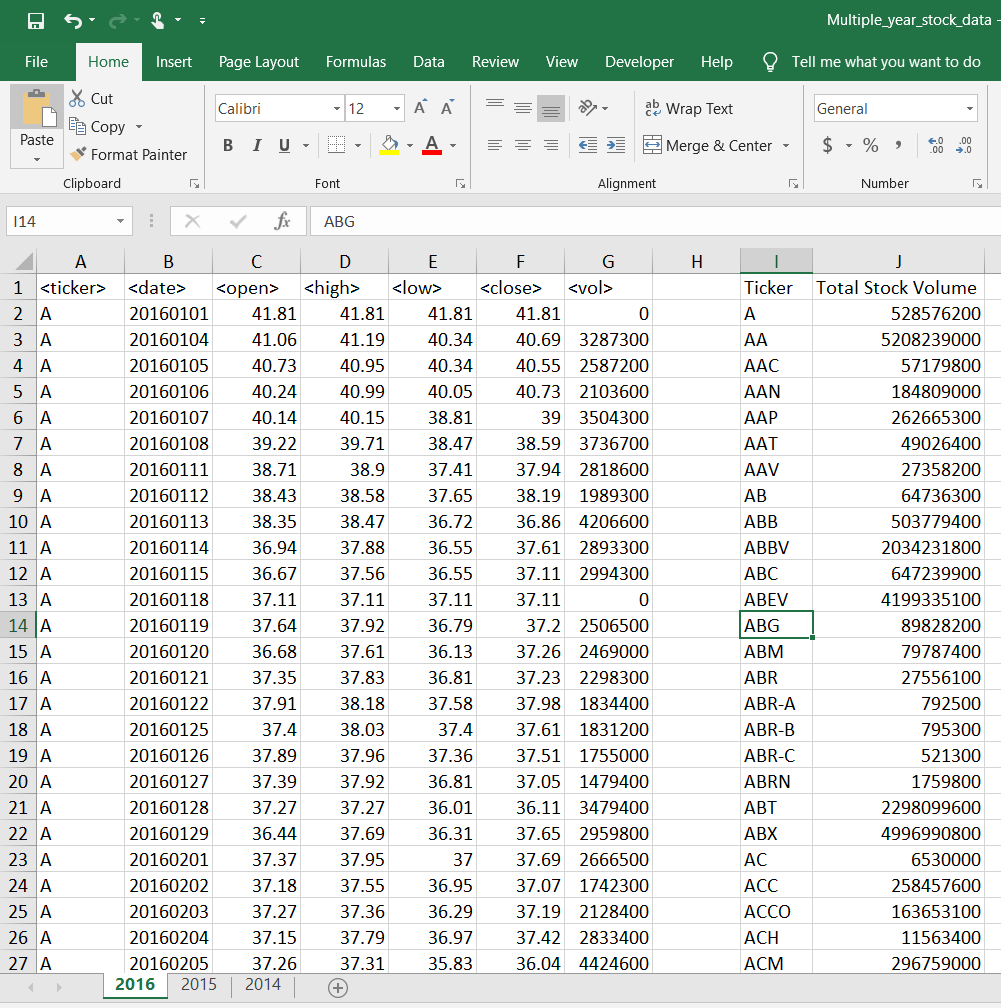 Multiple_year_stock_data -
File Home Insert Page Layout Formulas Data Review View Developer Help Tell me what you want to do
Paste
Cut
Copy
Format Painter
Clipboard
Calibri 12
B I U A
Font
ab Wrap Text
Merge & Center
Alignment
General
$ % , .00 .0 .00 .0
Number
I14 fx ABG
A B C D E F G H I J
1 <ticker> <date> <open> <high> <low> <close> <vol> Ticker Total Stock Volume
2 A 20160101 41.81 41.81 41.81 41.81 0 A 528576200
3 A 20160104 41.06 41.19 40.34 40.69 3287300 AA 5208239000
4 A 20160105 40.73 40.95 40.34 40.55 2587200 AAC 57179800
5 A 20160106 40.24 40.99 40.05 40.73 2103600 AAN 184809000
6 A 20160107 40.14 40.15 38.81 39 3504300 AAP 262665300
7 A 20160108 39.22 39.71 38.47 38.59 3736700 AAT 49026400
8 A 20160111 38.71 38.9 37.41 37.94 2818600 AAV 27358200
9 A 20160112 38.43 38.58 37.65 38.19 1989300 AB 64736300
10 A 20160113 38.35 38.47 36.72 36.86 4206600 ABB 503779400
11 A 20160114 36.94 37.88 36.55 37.61 2893300 ABBV 2034231800
12 A 20160115 36.67 37.56 36.55 37.11 2994300 ABC 647239900
13 A 20160118 37.11 37.11 37.11 37.11 0 ABEV 4199335100
14 A 20160119 37.64 37.92 36.79 37.2 2506500 ABG 89828200
15 A 20160120 36.68 37.61 36.13 37.26 2469000 ABM 79787400
16 A 20160121 37.35 37.83 36.81 37.23 2298300 ABR 27556100
17 A 20160122 37.91 38.18 37.58 37.98 1834400 ABR-A 792500
18 A 20160125 37.4 38.03 37.4 37.61 1831200 ABR-B 795300
19 A 20160126 37.89 37.96 37.36 37.51 1755000 ABR-C 521300
20 A 20160127 37.39 37.92 36.81 37.05 1479400 ABRN 1759800
21 A 20160128 37.27 37.27 36.01 36.11 3479400 ABT 2298099600
22 A 20160129 36.44 37.69 36.31 37.65 2959800 ABX 4996990800
23 A 20160201 37.37 37.95 37 37.69 2666500 AC 6530000
24 A 20160202 37.18 37.55 36.95 37.07 1742300 ACC 258457600
25 A 20160203 37.27 37.36 36.29 37.19 2128400 ACCO 163653100
26 A 20160204 37.15 37.79 36.97 37.42 2833400 ACH 11563400
27 A 20160205 37.26 37.31 35.83 36.04 4424600 ACM 296759000
2016 2015 2014